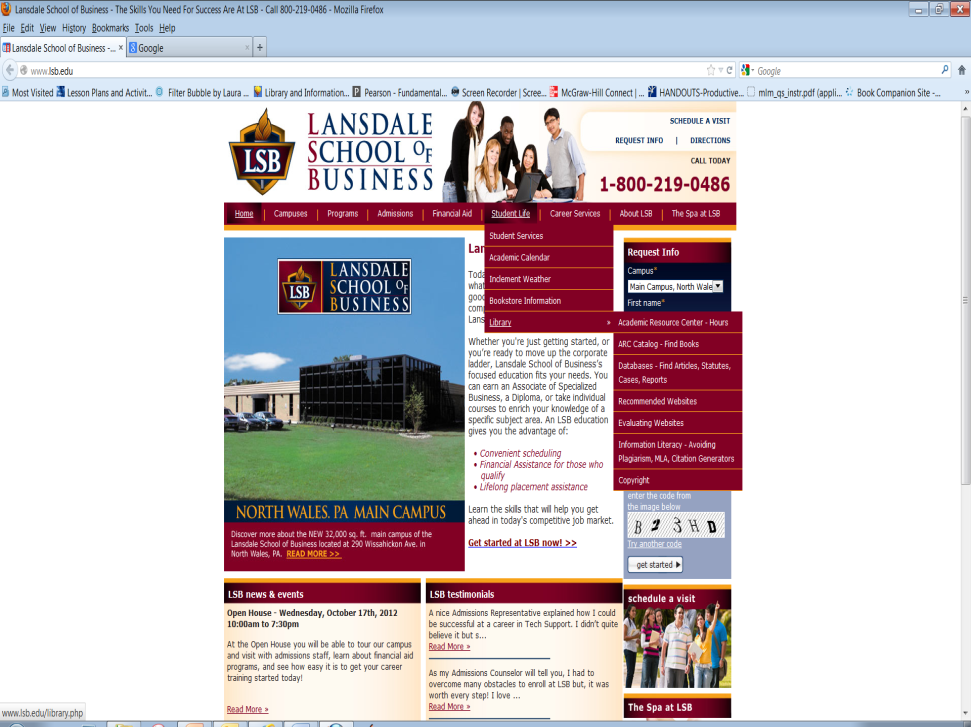 Lansdale School of Business - The Skills You Need For Success Are At LSB - Call 800-219-0486 - Mozilla Firefox
File Edit View History Bookmarks Tools Help
Lansdale School of Business -... × Google × +
www.lsb.edu Google
Most Visited Lesson Plans and Activit... Filter Bubble by Laura ... Library and Information... Pearson - Fundamental... Screen Recorder | Scree... McGraw-Hill Connect | ... HANDOUTS-Productive... mlm_qs_instr.pdf (appli... Book Companion Site -... »
LSB
LANSDALE
SCHOOL OF
BUSINESS
SCHEDULE A VISIT
REQUEST INFO | DIRECTIONS
CALL TODAY
1-800-219-0486
Home | Campuses | Programs | Admissions | Financial Aid | Student Life | Career Services | About LSB | The Spa at LSB
Student Services
Academic Calendar
Inclement Weather
Bookstore Information
Library »
Academic Resource Center - Hours
ARC Catalog - Find Books
Databases - Find Articles, Statutes,
Cases, Reports
Recommended Websites
Evaluating Websites
Information Literacy - Avoiding
Plagiarism, MLA, Citation Generators
Copyright
LSB
LANSDALE
SCHOOL OF
BUSINESS
NORTH WALES, PA MAIN CAMPUS
Discover more about the NEW 32,000 sq. ft. main campus of the
Lansdale School of Business located at 290 Wissahickon Ave. in
North Wales, PA. READ MORE >>
Lan
Toda
what
good
comp
Lans
Whether you're just getting started, or
you're ready to move up the corporate
ladder, Lansdale School of Business's
focused education fits your needs. You
can earn an Associate of Specialized
Business, a Diploma, or take individual
courses to enrich your knowledge of a
specific subject area. An LSB education
gives you the advantage of:
• Convenient scheduling
• Financial Assistance for those who
qualify
• Lifelong placement assistance
Learn the skills that will help you get
ahead in today's competitive job market.
Get started at LSB now! >>
Request Info
Campus*
Main Campus, North Wale
First name*
enter the code from
the image below
B 2 3 H D
Try another code
get started
LSB news & events
Open House - Wednesday, October 17th, 2012
10:00am to 7:30pm
At the Open House you will be able to tour our campus
and visit with admissions staff, learn about financial aid
programs, and see how easy it is to get your career
training started today!
Read More »
LSB testimonials
A nice Admissions Representative explained how I could
be successful at a career in Tech Support. I didn't quite
believe it but s...
Read More »
As my Admissions Counselor will tell you, I had to
overcome many obstacles to enroll at LSB but, it was
worth every step! I love ...
Read More »
schedule a visit
The Spa at LSB
www.lsb.edu/library.php